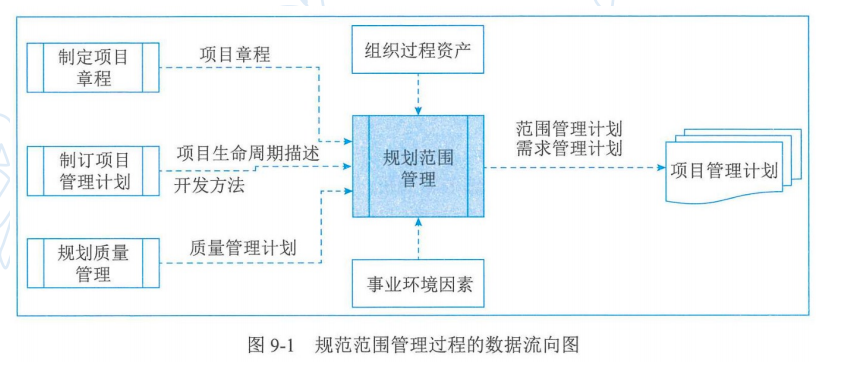 制定项目
章程
项目章程
组织过程资产
制订项目
管理计划
项目生命周期描述
开发方法
规划范围
管理
范围管理计划
需求管理计划
项目管理计划
规划质量
管理
质量管理计划
事业环境因素
图 9-1 规范范围管理过程的数据流向图